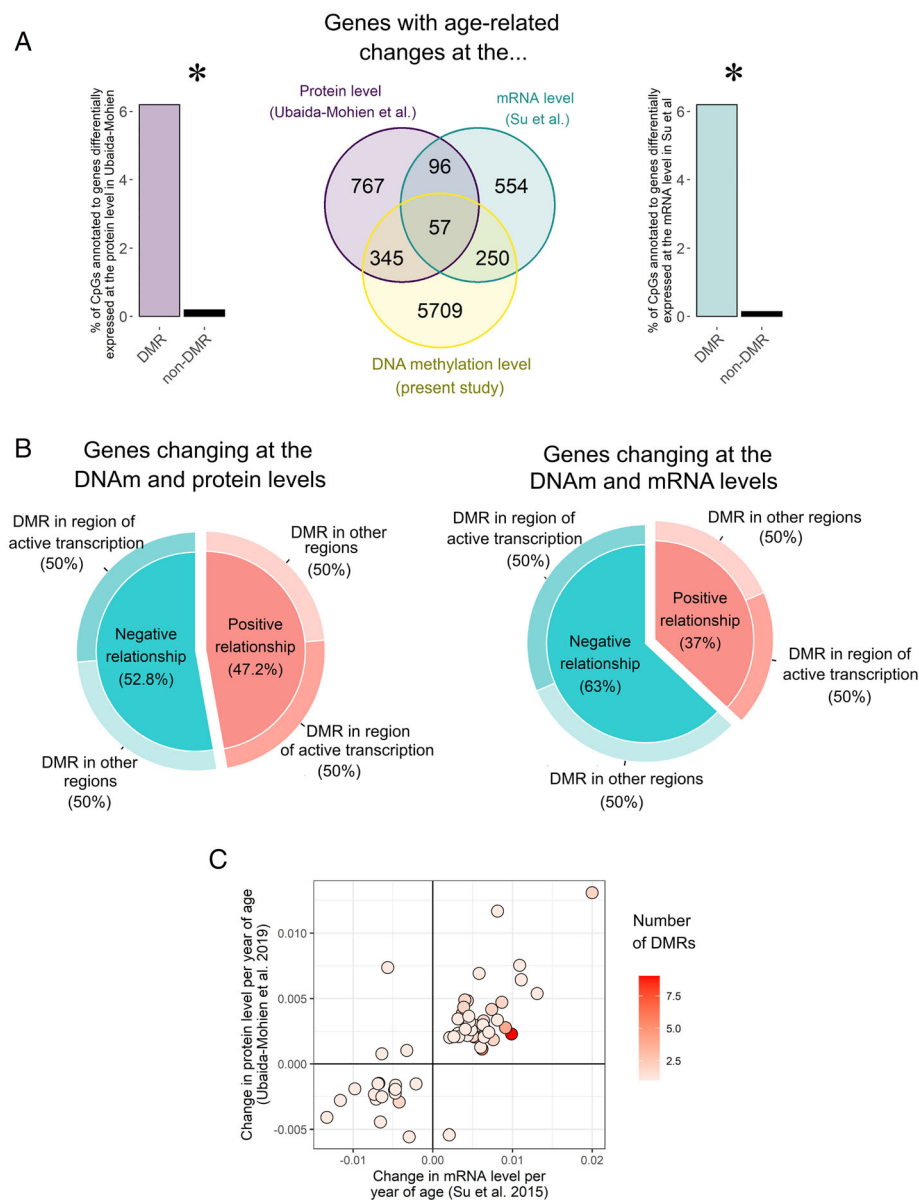 A
Genes with age-related
changes at the...
% of CpGs annotated to genes differentially
expressed at the protein level in Ubaida-Mohien
6
4
2
0
*
DMR
non-DMR
Protein level
(Ubaida-Mohien et al.)
mRNA level
(Su et al.)
767
96
554
57
345
250
5709
DNA methylation level
(present study)
% of CpGs annotated to genes differentially
expressed at the mRNA level in Su et al
6
4
2
0
*
DMR
non-DMR
B
Genes changing at the
DNAm and protein levels
DMR in region of
active transcription
(50%)
DMR in other
regions
(50%)
Negative
relationship
(52.8%)
Positive
relationship
(47.2%)
DMR in other
regions
(50%)
DMR in region
of active transcription
(50%)
Genes changing at the
DNAm and mRNA levels
DMR in region of
active transcription
(50%)
DMR in other regions
(50%)
Positive
relationship
(37%)
Negative
relationship
(63%)
DMR in region of
active transcription
(50%)
DMR in other regions
(50%)
C
Change in protein level per year of age
(Ubaida-Mohien et al. 2019)
0.010
0.005
0.000
-0.005
-0.01
0.00
0.01
0.02
Change in mRNA level per
year of age (Su et al. 2015)
Number
of DMRs
7.5
5.0
2.5